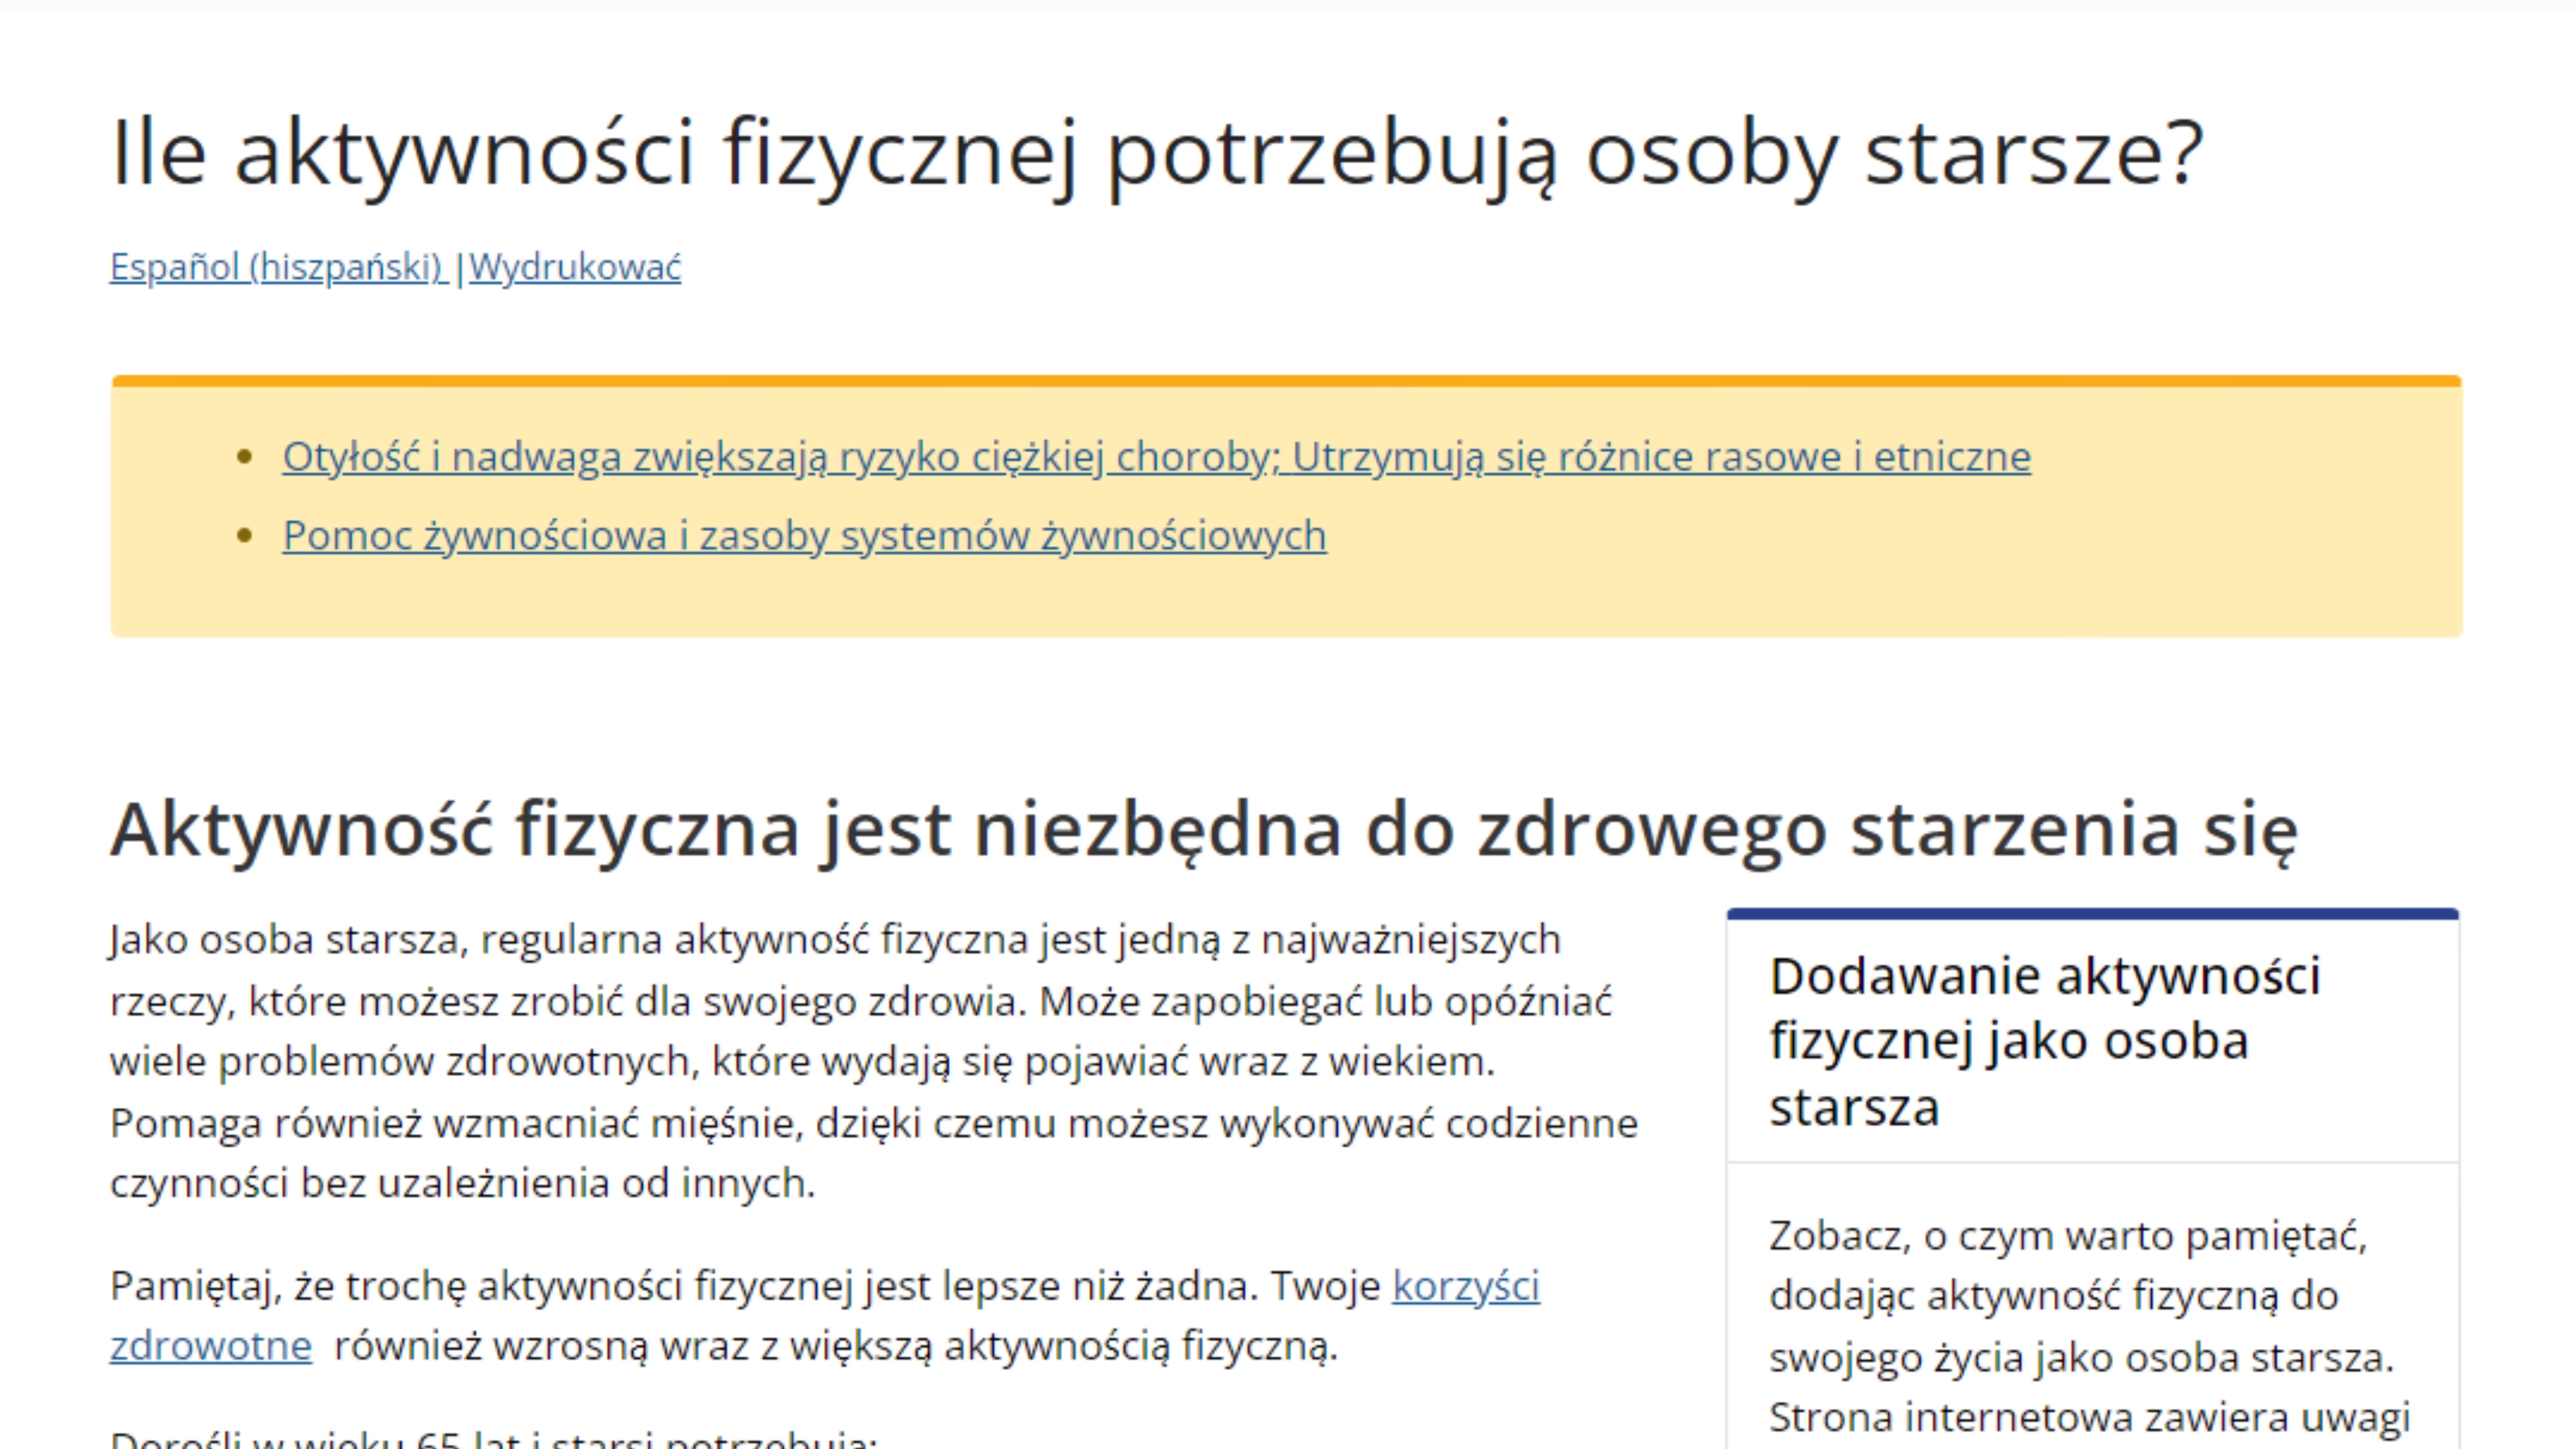 Ile aktywności fizycznej potrzebują osoby starsze?
Español (hiszpański) |Wydrukować
Otyłość i nadwaga zwiększają ryzyko ciężkiej choroby; Utrzymują się różnice rasowe i etniczne
Pomoc żywnościowa i zasoby systemów żywnościowych
Aktywność fizyczna jest niezbędna do zdrowego starzenia się
Jako osoba starsza, regularna aktywność fizyczna jest jedną z najważniejszych
rzeczy, które możesz zrobić dla swojego zdrowia. Może zapobiegać lub opóźniać
wiele problemów zdrowotnych, które wydają się pojawiać wraz z wiekiem.
Pomaga również wzmacniać mięśnie, dzięki czemu możesz wykonywać codzienne
czynności bez uzależnienia od innych.
Pamiętaj, że trochę aktywności fizycznej jest lepsze niż żadna. Twoje korzyści
zdrowotne również wzrosną wraz z większą aktywnością fizyczną.
Dorośli w wieku 65 lat i starsi potrzebują:
Dodawanie aktywności
fizycznej jako osoba
starsza
Zobacz, o czym warto pamiętać,
dodając aktywność fizyczną do
swojego życia jako osoba starsza.
Strona internetowa zawiera uwagi